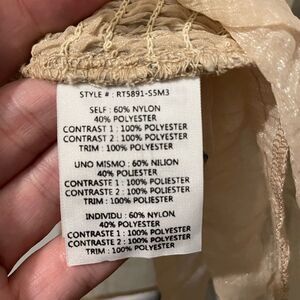 STYLE # : RT5891-S5M3
SELF : 60% NYLON
40% POLYESTER
CONTRAST 1 : 100% POLYESTER
CONTRAST 2 : 100% POLYESTER
TRIM : 100% POLYESTER
UNO MISMO : 60% NILION
40% POLIESTER
CONTRASTE 1 : 100% POLIESTER
CONTRASTE 2 : 100% POLIESTER
TRIM : 100% POLIESTER
INDIVIDU : 60% NYLON
40% POLYESTER
CONTRASTE 1 : 100% POLYESTER
CONTRASTE 2 : 100% POLYESTER
TRIM : 100% POLYESTER